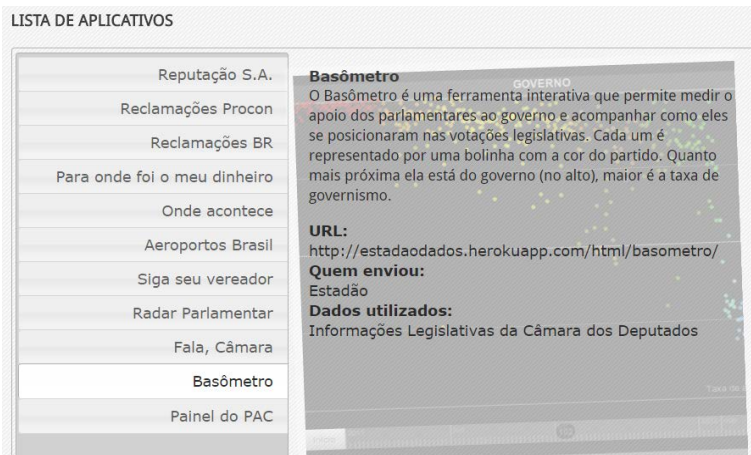 LISTA DE APLICATIVOS
Reputação S.A.
Reclamações Procon
Reclamações BR
Para onde foi o meu dinheiro
Onde acontece
Aeroportos Brasil
Siga seu vereador
Radar Parlamentar
Fala, Câmara
Basômetro
Painel do PAC
Basômetro
GOVERNO
O Basômetro é uma ferramenta interativa que permite medir o
apoio dos parlamentares ao governo e acompanhar como eles
se posicionaram nas votações legislativas. Cada um é
representado por uma bolinha com a cor do partido. Quanto
mais próxima ela está do governo (no alto), maior é a taxa de
governismo.
URL:
http://estadaodados.herokuapp.com/html/basometro/
Quem enviou:
Estadão
Dados utilizados:
Informações Legislativas da Câmara dos Deputados
Taxa de